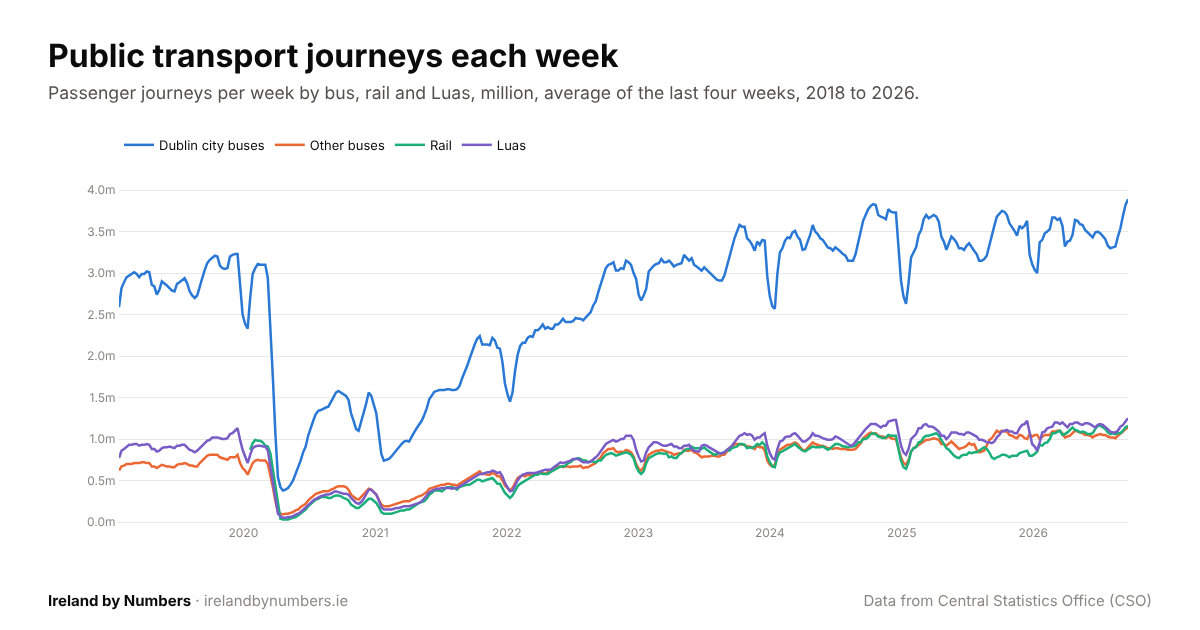 Public transport journeys each week
Passenger journeys per week by bus, rail and Luas, million, average of the last four weeks, 2018 to 2026.
Dublin city buses Other buses Rail Luas
4.0m
3.5m
3.0m
2.5m
2.0m
1.5m
1.0m
0.5m
0.0m
2020 2021 2022 2023 2024 2025 2026
Ireland by Numbers · irelandbynumbers.ie Data from Central Statistics Office (CSO)